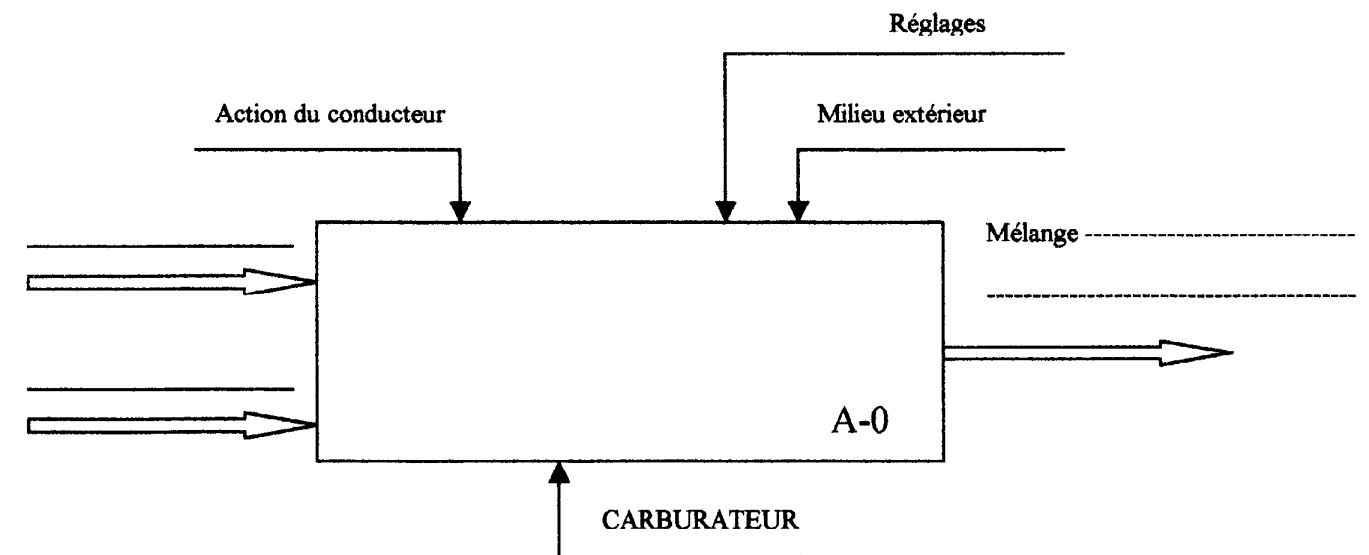 Réglages
Action du conducteur
Milieu extérieur
Mélange
A-0
CARBURATEUR